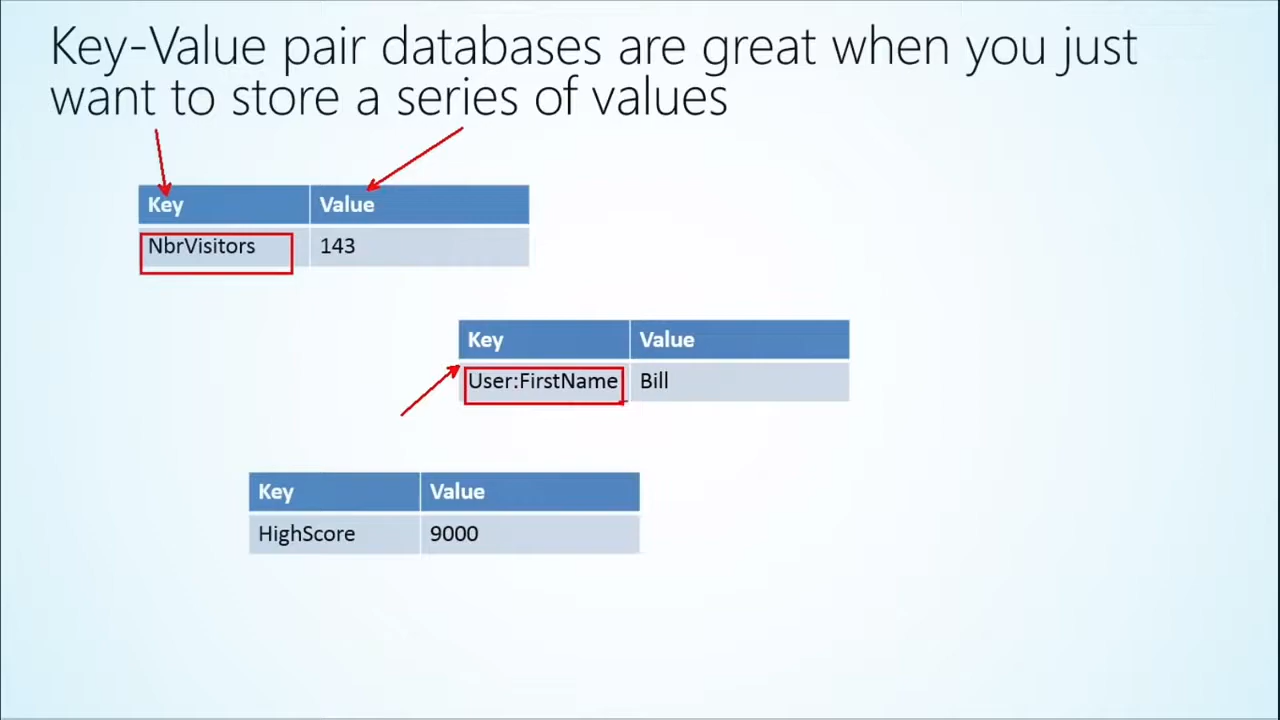 Key-Value pair databases are great when you just
want to store a series of values
Key Value
NbrVisitors 143
Key Value
User:FirstName Bill
Key Value
HighScore 9000